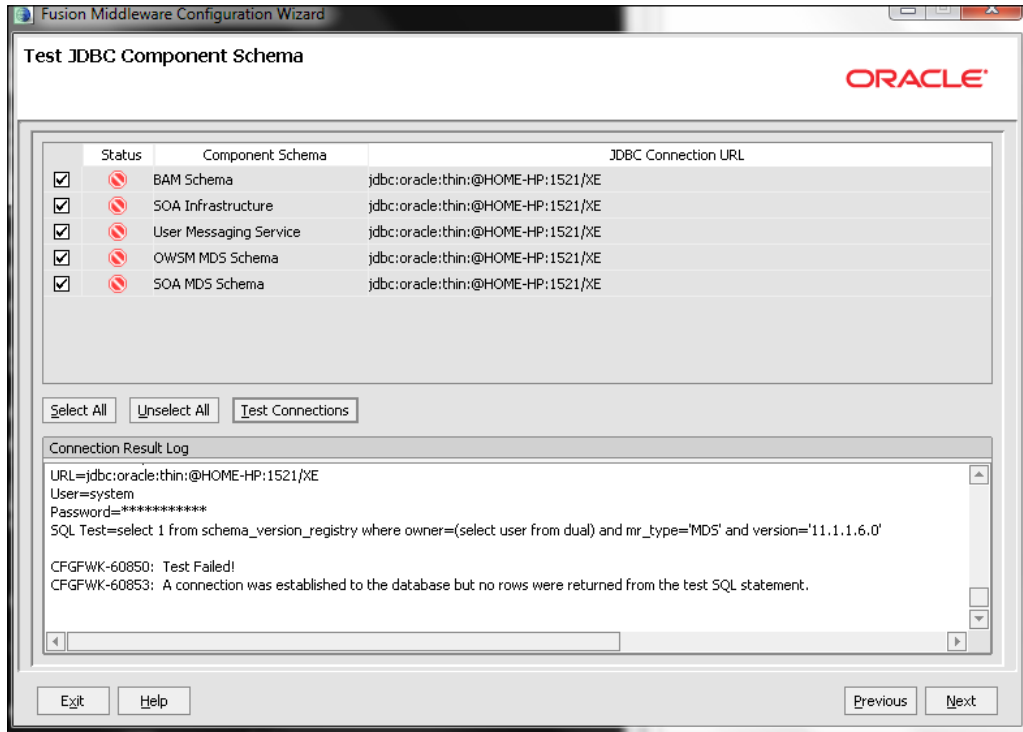 Fusion Middleware Configuration Wizard
Test JDBC Component Schema
ORACLE
Status Component Schema JDBC Connection URL
BAM Schema jdbc:oracle:thin:@HOME-HP:1521/XE
SOA Infrastructure jdbc:oracle:thin:@HOME-HP:1521/XE
User Messaging Service jdbc:oracle:thin:@HOME-HP:1521/XE
OWSM MDS Schema jdbc:oracle:thin:@HOME-HP:1521/XE
SOA MDS Schema jdbc:oracle:thin:@HOME-HP:1521/XE
Select All Unselect All Test Connections
Connection Result Log
URL=jdbc:oracle:thin:@HOME-HP:1521/XE
User=system
Password=***********
SQL Test=select 1 from schema_version_registry where owner=(select user from dual) and mr_type='MDS' and version='11.1.1.6.0'
CFGFWK-60850: Test Failed!
CFGFWK-60853: A connection was established to the database but no rows were returned from the test SQL statement.
Exit Help Previous Next